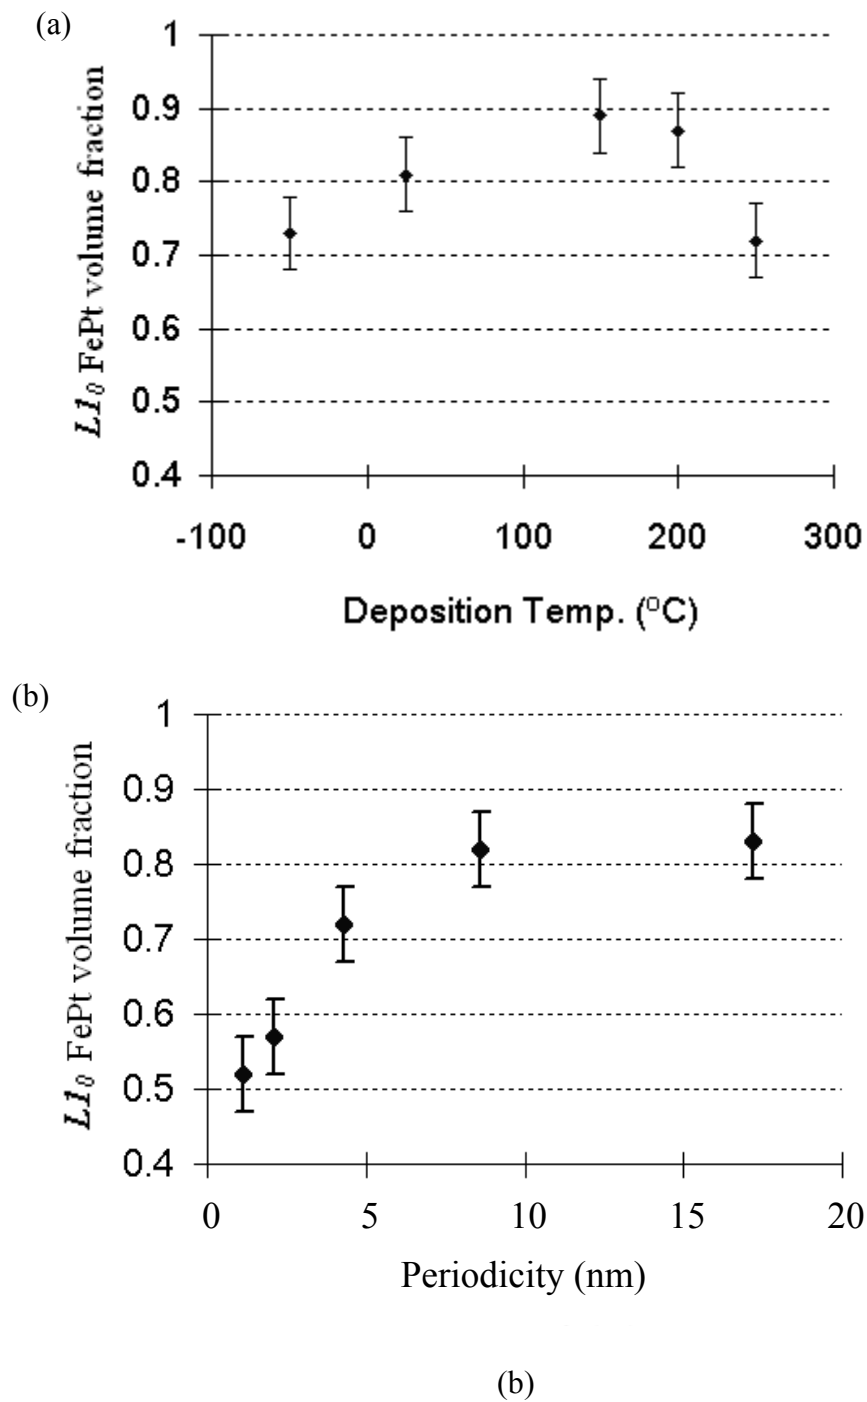 (a)
1
0.9
0.8
0.7
0.6
0.5
0.4
L1₀ FePt volume fraction
-100 0 100 200 300
Deposition Temp. (°C)
(b)
1
0.9
0.8
0.7
0.6
0.5
0.4
L1₀ FePt volume fraction
0 5 10 15 20
Periodicity (nm)
(b)